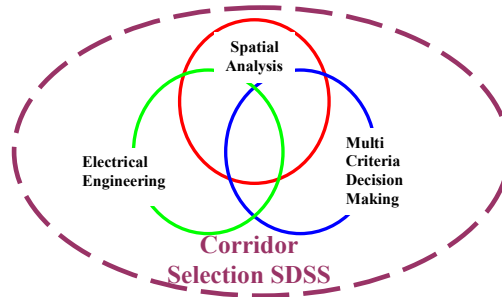 Spatial
Analysis
Electrical
Engineering
Multi
Criteria
Decision
Making
Corridor
Selection SDSS